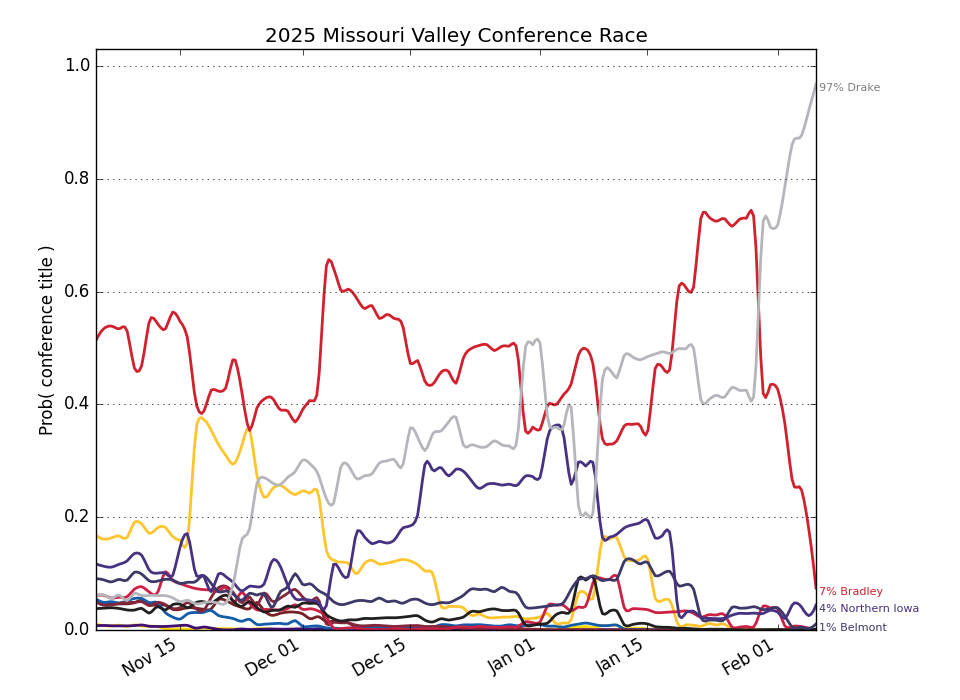 2025 Missouri Valley Conference Race
Prob( conference title )
1.0
0.8
0.6
0.4
0.2
0.0
97% Drake
7% Bradley
4% Northern Iowa
1% Belmont
Nov 15
Dec 01
Dec 15
Jan 01
Jan 15
Feb 01